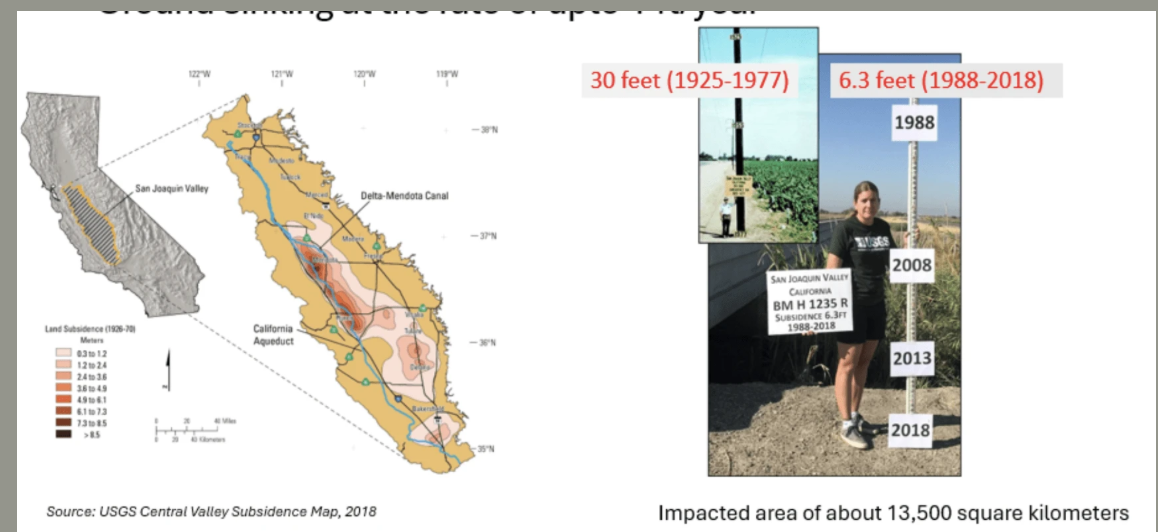 30 feet (1925-1977)
6.3 feet (1988-2018)
122°W
121°W
120°W
119°W
38°N
37°N
36°N
35°N
San Joaquin Valley
Delta-Mendota Canal
California
Aqueduct
Merced
Bakersfield
Land Subsidence (1926-70)
Meters
0.3 to 1.2
1.2 to 2.4
2.4 to 3.6
3.6 to 4.9
4.9 to 6.1
6.1 to 7.3
7.3 to 8.5
> 8.5
0 20 40 Miles
0 20 40 Kilometers
1988
2008
2013
2018
USGS
SAN JOAQUIN VALLEY
CALIFORNIA
BM H 1235 R
SUBSIDENCE 6.3FT
1988-2018
Source: USGS Central Valley Subsidence Map, 2018
Impacted area of about 13,500 square kilometers